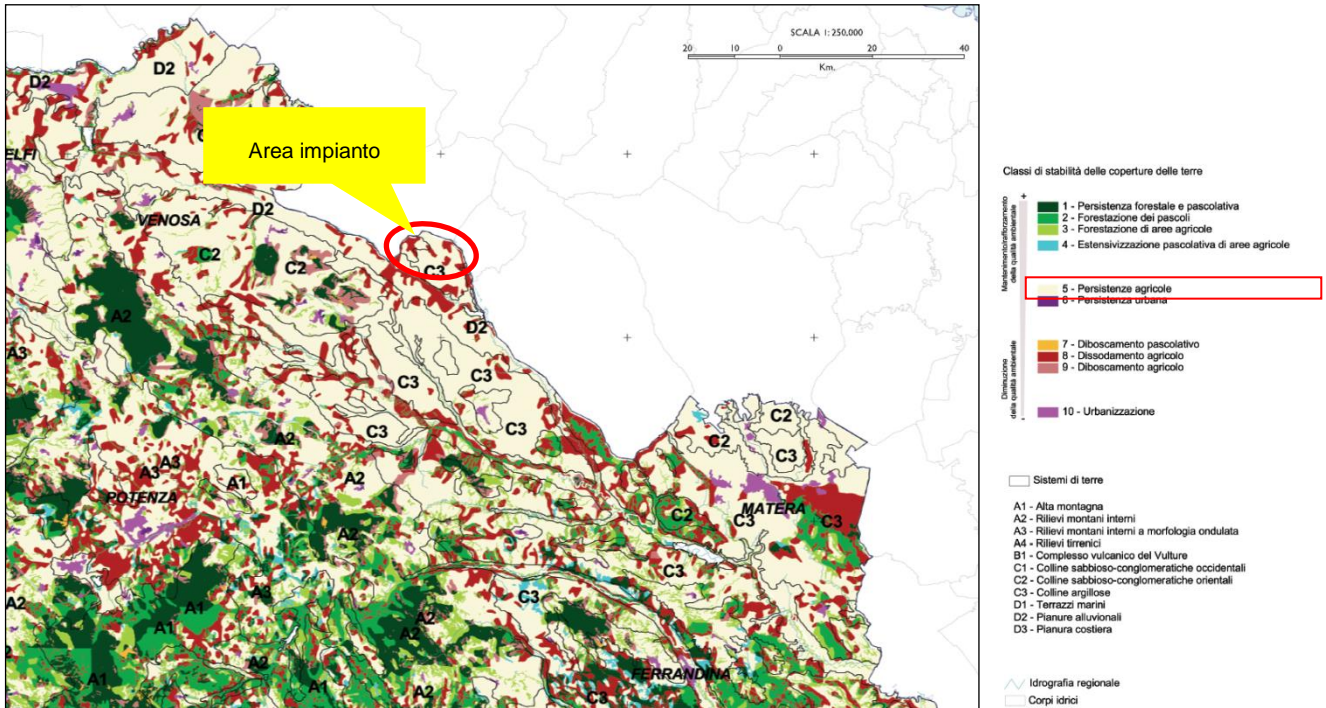 SCALA 1: 250.000
20 10 0 20 40
Km.
D2
D2
Area impianto
ELFI
VENOSA
D2
C2
C2
C3
A2
D2
A3
C3
C3
C3
C3
C2
C2
C3
A2
A3
A3
POTENZA
A1
A2
C2
MATERA
C3
C3
C3
A2
A3
C3
A1
A1
A2
A2
A2
A1
A1
A2
FERRANDINA
C3
Classi di stabilità delle coperture delle terre
+
Mantenimento/rafforzamento
della qualità ambientale
1 - Persistenza forestale e pascolativa
2 - Forestazione dei pascoli
3 - Forestazione di aree agricole
4 - Estensivizzazione pascolativa di aree agricole
5 - Persistenze agricole
6 - Persistenza urbana
Diminuzione
della qualità ambientale
7 - Diboscamento pascolativo
8 - Dissodamento agricolo
9 - Diboscamento agricolo
10 - Urbanizzazione
-
Sistemi di terre
A1 - Alta montagna
A2 - Rilievi montani interni
A3 - Rilievi montani interni a morfologia ondulata
A4 - Rilievi tirrenici
B1 - Complesso vulcanico del Vulture
C1 - Colline sabbioso-conglomeratiche occidentali
C2 - Colline sabbioso-conglomeratiche orientali
C3 - Colline argillose
D1 - Terrazzi marini
D2 - Pianure alluvionali
D3 - Pianura costiera
Idrografia regionale
Corpi idrici